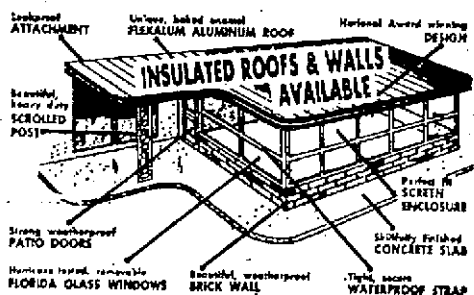 Leakproof
ATTACHMENT
Unique, baked enamel
FLEXALUM ALUMINUM ROOF
National Award winning
DESIGN
INSULATED ROOFS & WALLS
AVAILABLE
Beautiful,
heavy duty
SCROLLED
POST
Perfect fit
SCREEN
ENCLOSURE
Strong weatherproof
PATIO DOORS
Skillfully finished
CONCRETE SLAB
Hurricane tested, removable
FLORIDA GLASS WINDOWS
Beautiful, weatherproof
BRICK WALL
Tight, secure
WATERPROOF STRAP